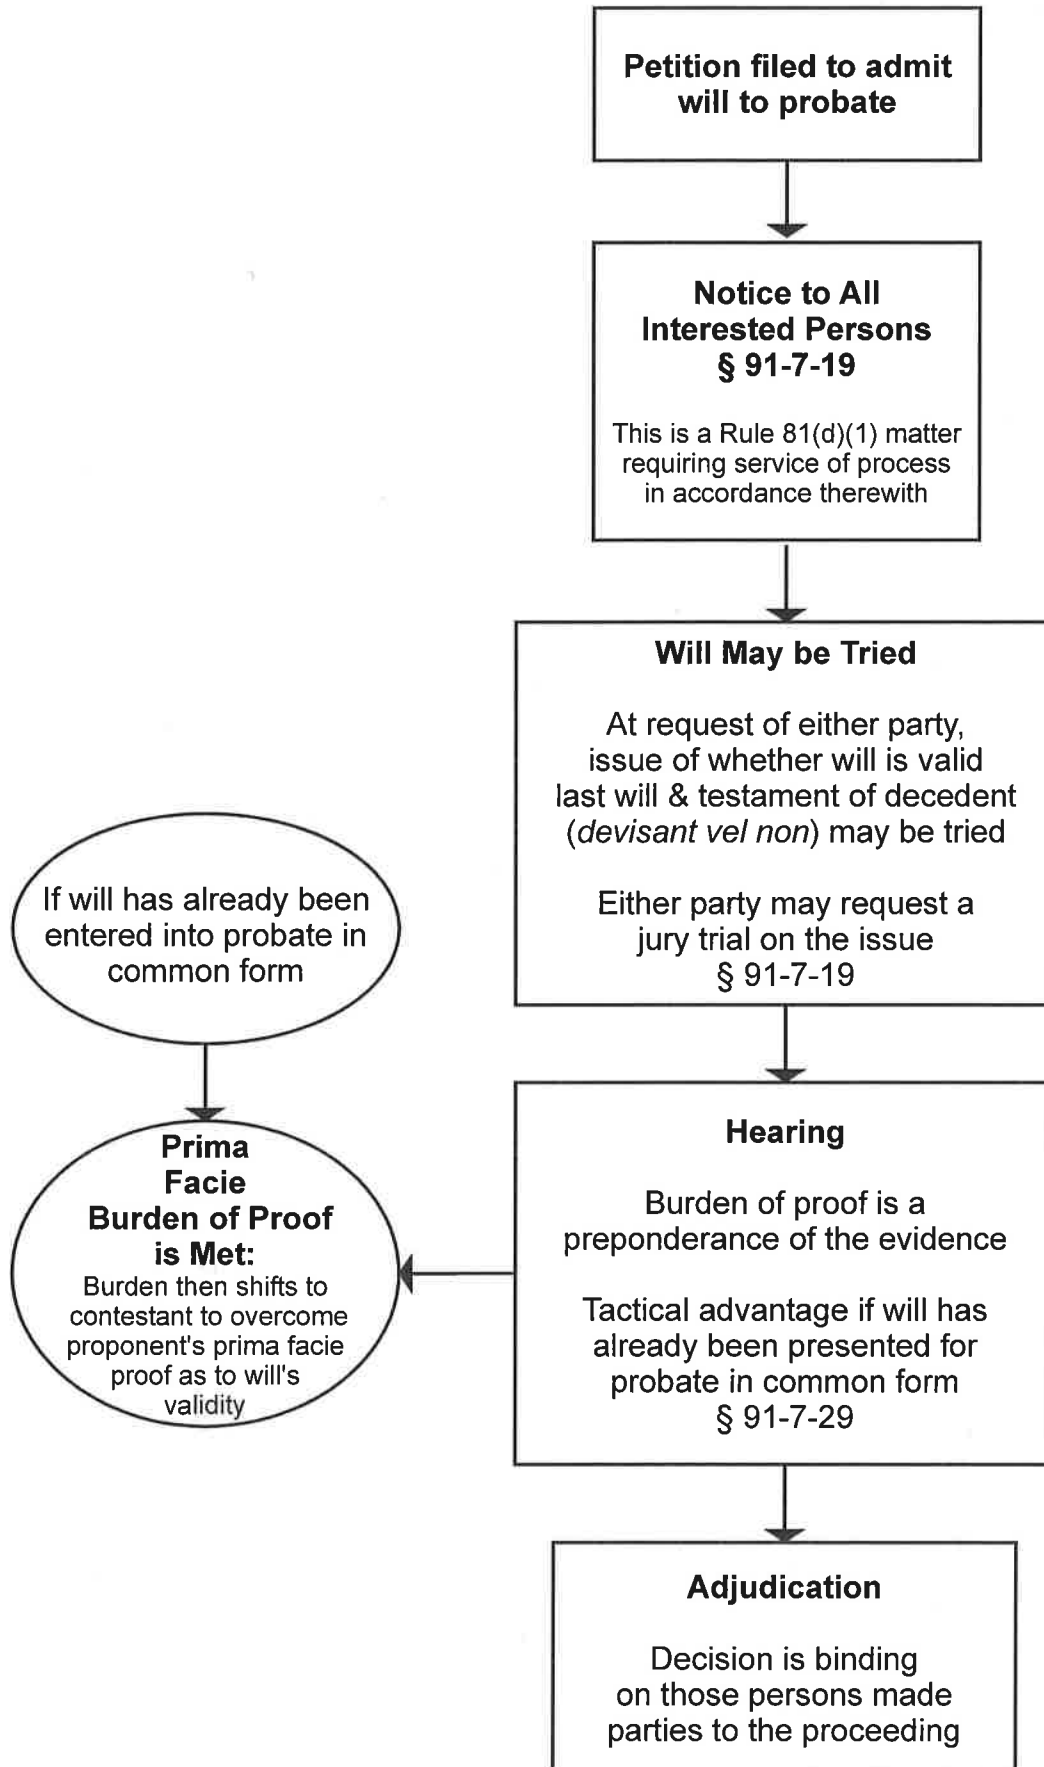 Petition filed to admit
will to probate
Notice to All
Interested Persons
§ 91-7-19
This is a Rule 81(d)(1) matter
requiring service of process
in accordance therewith
Will May be Tried
At request of either party,
issue of whether will is valid
last will & testament of decedent
(devisant vel non) may be tried
Either party may request a
jury trial on the issue
§ 91-7-19
If will has already been
entered into probate in
common form
Prima
Facie
Burden of Proof
is Met:
Burden then shifts to
contestant to overcome
proponent's prima facie
proof as to will's
validity
Hearing
Burden of proof is a
preponderance of the evidence
Tactical advantage if will has
already been presented for
probate in common form
§ 91-7-29
Adjudication
Decision is binding
on those persons made
parties to the proceeding